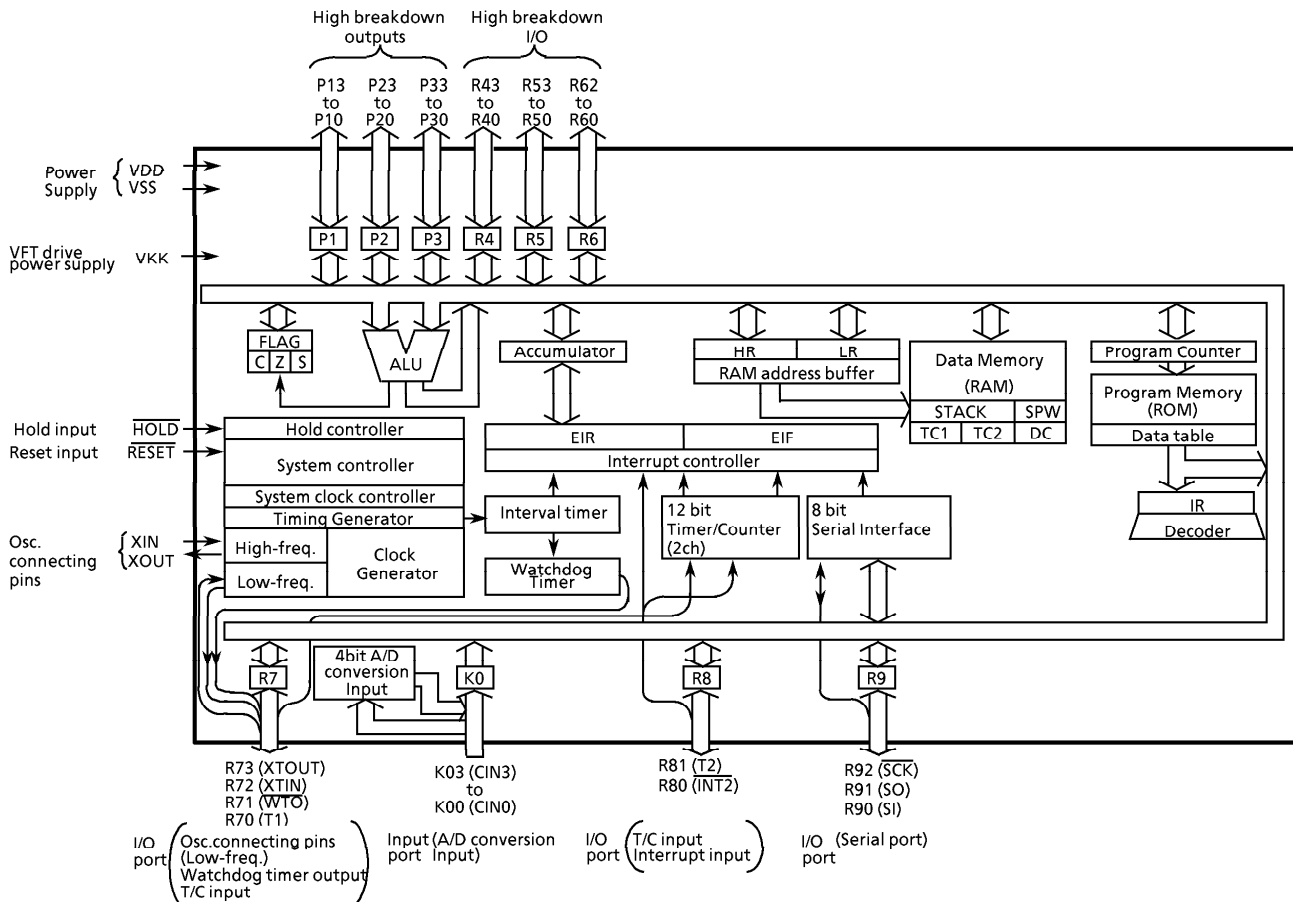 High breakdown outputs
High breakdown I/O
P13 to P10
P23 to P20
P33 to P30
R43 to R40
R53 to R50
R62 to R60
Power Supply
VDD
VSS
VFT drive power supply
VKK
P1
P2
P3
R4
R5
R6
FLAG
C Z S
ALU
Accumulator
HR
LR
RAM address buffer
Data Memory (RAM)
STACK
SPW
TC1
TC2
DC
Program Counter
Program Memory (ROM)
Data table
IR
Decoder
Hold input
HOLD
Reset input
RESET
Hold controller
System controller
System clock controller
Timing Generator
High-freq.
Low-freq.
Clock Generator
Osc. connecting pins
XIN
XOUT
EIR
EIF
Interrupt controller
Interval timer
Watchdog Timer
12 bit Timer/Counter (2ch)
8 bit Serial Interface
R7
4bit A/D conversion Input
K0
R8
R9
R73 (XTOUT)
R72 (XTIN)
R71 (WTO)
R70 (T1)
I/O port
Osc.connecting pins
(Low-freq.)
Watchdog timer output
T/C input
K03 (CIN3)
to
K00 (CIN0)
Input port
(A/D conversion Input)
R81 (T2)
R80 (INT2)
I/O port
T/C input
Interrupt input
R92 (SCK)
R91 (SO)
R90 (SI)
I/O port
(Serial port)